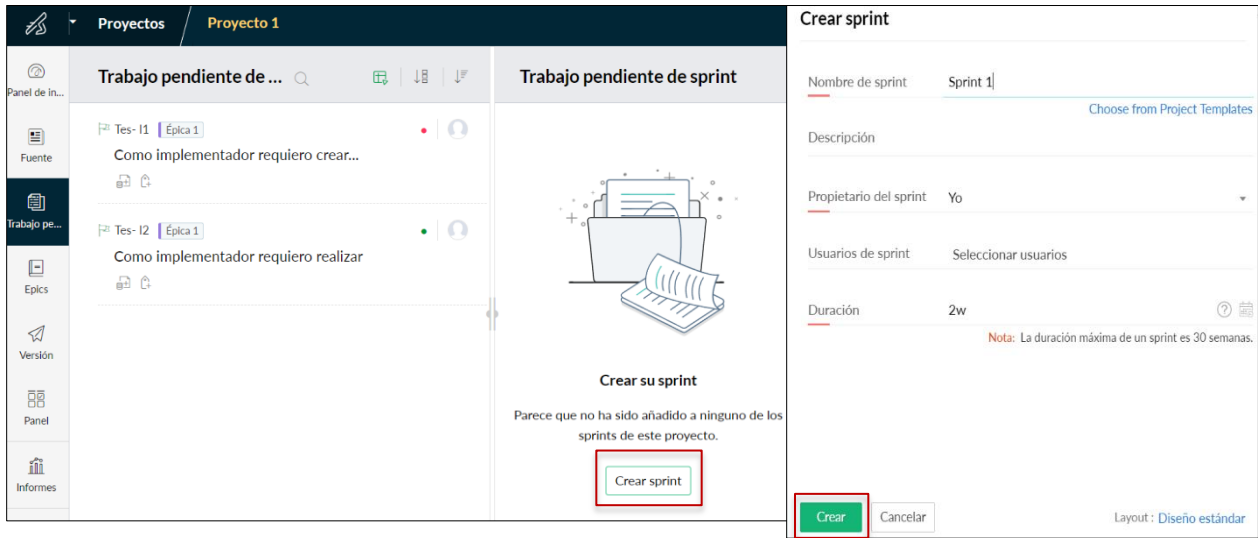 Proyectos
Proyecto 1
Panel de in...
Fuente
Trabajo pe...
Epics
Versión
Panel
Informes
Trabajo pendiente de ...
Tes- I1 Épica 1
Como implementador requiero crear...
Tes- I2 Épica 1
Como implementador requiero realizar
Trabajo pendiente de sprint
Crear su sprint
Parece que no ha sido añadido a ninguno de los
sprints de este proyecto.
Crear sprint
Crear sprint
Nombre de sprint Sprint 1
Choose from Project Templates
Descripción
Propietario del sprint Yo
Usuarios de sprint Seleccionar usuarios
Duración 2w
Nota: La duración máxima de un sprint es 30 semanas.
Crear Cancelar Layout : Diseño estándar